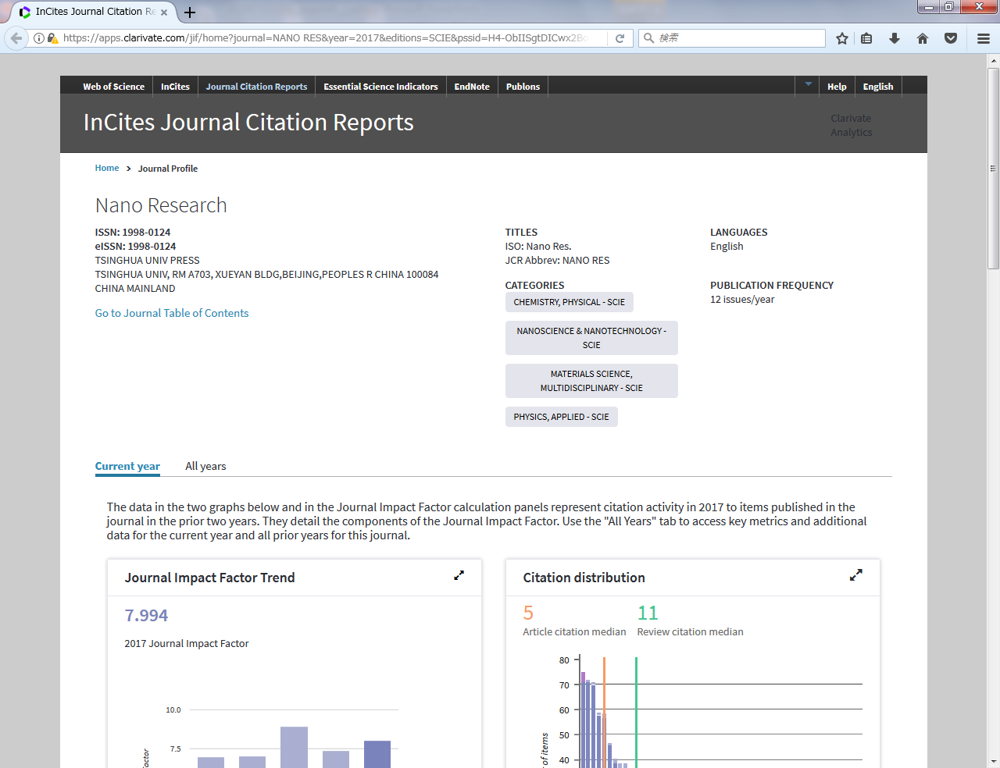 InCites Journal Citation Re
https://apps.clarivate.com/jif/home?journal=NANO RES&year=2017&editions=SCIE&pssid=H4-ObIISgtDICwx2B
検索
Web of Science InCites Journal Citation Reports Essential Science Indicators EndNote Publons Help English
InCites Journal Citation Reports
Clarivate
Analytics
Home > Journal Profile
Nano Research
ISSN: 1998-0124
eISSN: 1998-0124
TSINGHUA UNIV PRESS
TSINGHUA UNIV, RM A703, XUEYAN BLDG,BEIJING,PEOPLES R CHINA 100084
CHINA MAINLAND
Go to Journal Table of Contents
TITLES
ISO: Nano Res.
JCR Abbrev: NANO RES
CATEGORIES
CHEMISTRY, PHYSICAL - SCIE
NANOSCIENCE & NANOTECHNOLOGY -
SCIE
MATERIALS SCIENCE,
MULTIDISCIPLINARY - SCIE
PHYSICS, APPLIED - SCIE
LANGUAGES
English
PUBLICATION FREQUENCY
12 issues/year
Current year All years
The data in the two graphs below and in the Journal Impact Factor calculation panels represent citation activity in 2017 to items published in the
journal in the prior two years. They detail the components of the Journal Impact Factor. Use the "All Years" tab to access key metrics and additional
data for the current year and all prior years for this journal.
Journal Impact Factor Trend
7.994
2017 Journal Impact Factor
10.0
7.5
Factor
Citation distribution
5
Article citation median
11
Review citation median
80
70
60
50
40
of items